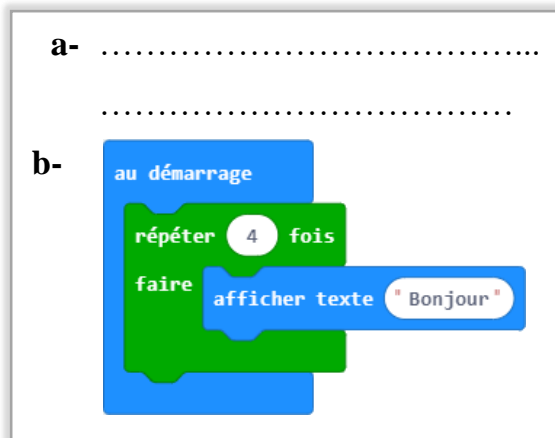 a- …………………………………...
………………………………
b-
au démarrage
répéter 4 fois
faire
afficher texte "Bonjour"